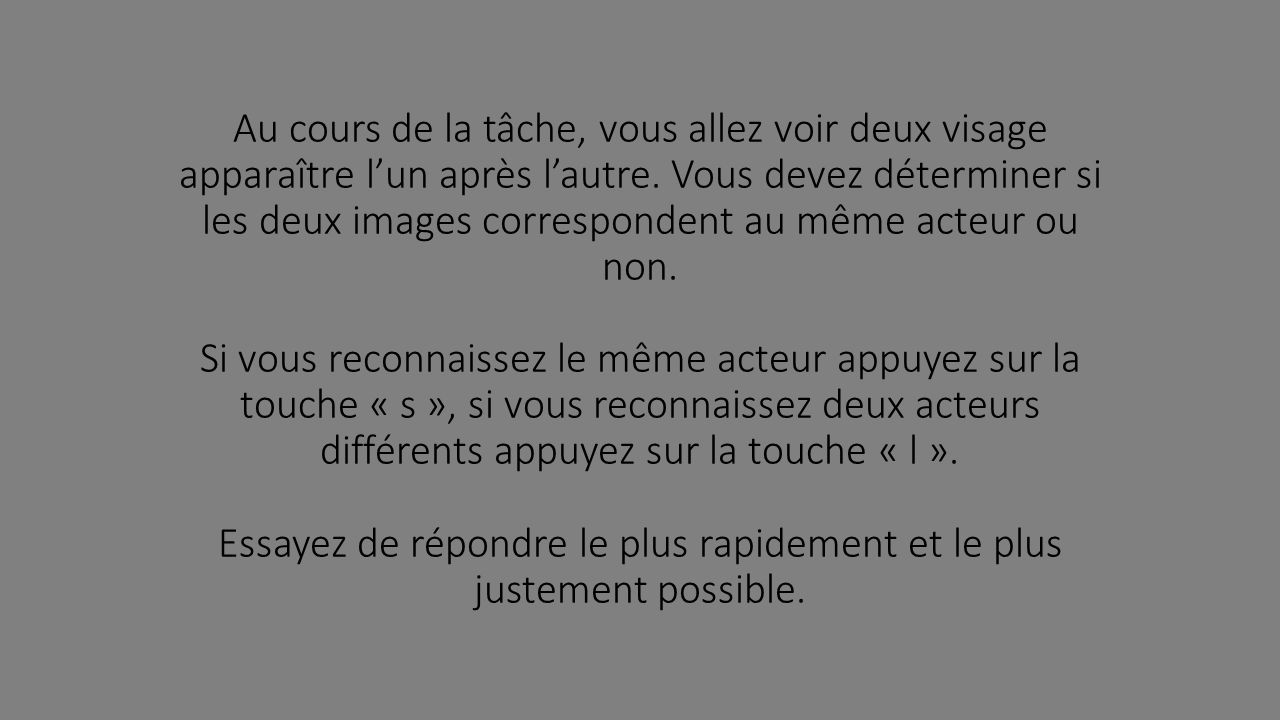 Au cours de la tâche, vous allez voir deux visage
apparaître l’un après l’autre. Vous devez déterminer si
les deux images correspondent au même acteur ou
non.
Si vous reconnaissez le même acteur appuyez sur la
touche « s », si vous reconnaissez deux acteurs
différents appuyez sur la touche « l ».
Essayez de répondre le plus rapidement et le plus
justement possible.